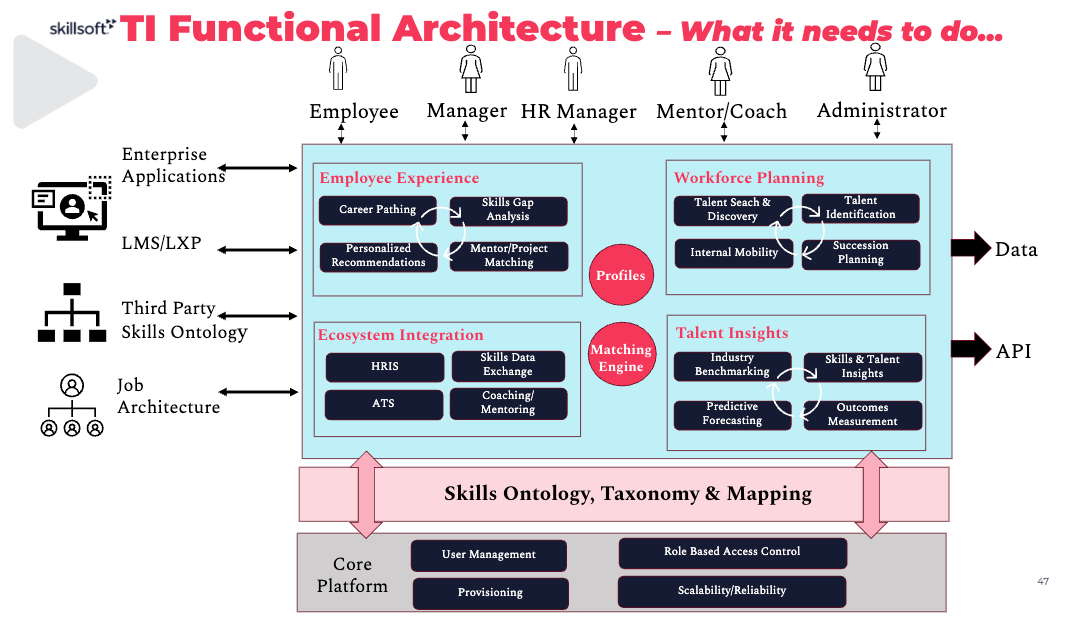 skillsoft
TI Functional Architecture – What it needs to do...
Employee
Manager
HR Manager
Mentor/Coach
Administrator
Enterprise
Applications
LMS/LXP
Third Party
Skills Ontology
Job
Architecture
Employee Experience
Career Pathing
Skills Gap
Analysis
Personalized
Recommendations
Mentor/Project
Matching
Workforce Planning
Talent Seach &
Discovery
Talent
Identification
Internal Mobility
Succession
Planning
Profiles
Matching
Engine
Ecosystem Integration
HRIS
Skills Data
Exchange
ATS
Coaching/
Mentoring
Talent Insights
Industry
Benchmarking
Skills & Talent
Insights
Predictive
Forecasting
Outcomes
Measurement
Data
API
Skills Ontology, Taxonomy & Mapping
Core
Platform
User Management
Role Based Access Control
Provisioning
Scalability/Reliability
47